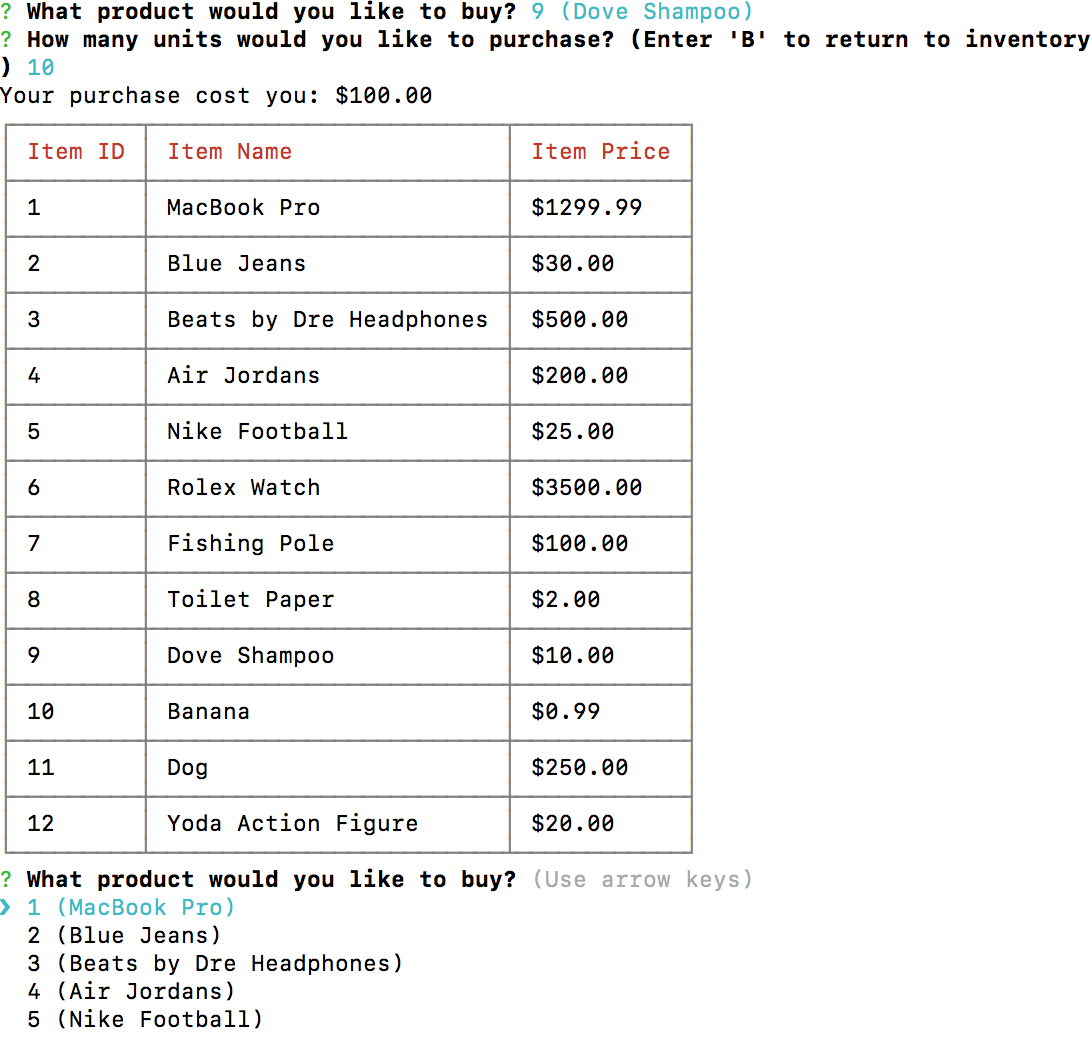 ? What product would you like to buy? 9 (Dove Shampoo)
? How many units would you like to purchase? (Enter 'B' to return to inventory
) 10
Your purchase cost you: $100.00
Item ID Item Name Item Price
1 MacBook Pro $1299.99
2 Blue Jeans $30.00
3 Beats by Dre Headphones $500.00
4 Air Jordans $200.00
5 Nike Football $25.00
6 Rolex Watch $3500.00
7 Fishing Pole $100.00
8 Toilet Paper $2.00
9 Dove Shampoo $10.00
10 Banana $0.99
11 Dog $250.00
12 Yoda Action Figure $20.00
? What product would you like to buy? (Use arrow keys)
❯ 1 (MacBook Pro)
2 (Blue Jeans)
3 (Beats by Dre Headphones)
4 (Air Jordans)
5 (Nike Football)